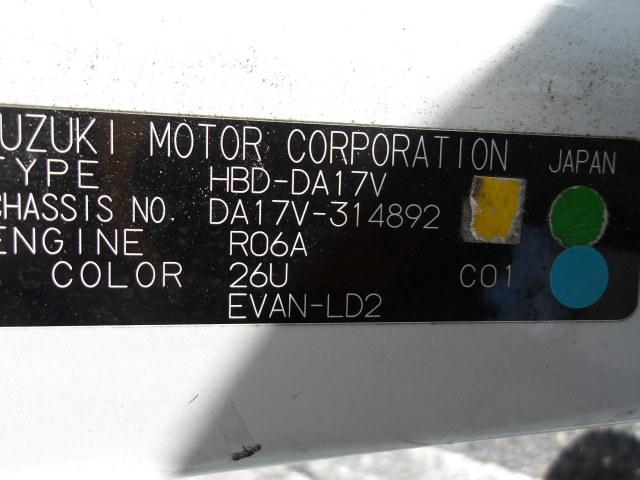 UZUKI MOTOR CORPORATION JAPAN
TYPE HBD-DA17V
CHASSIS NO. DA17V-314892
ENGINE R06A
COLOR 26U C01
EVAN-LD2